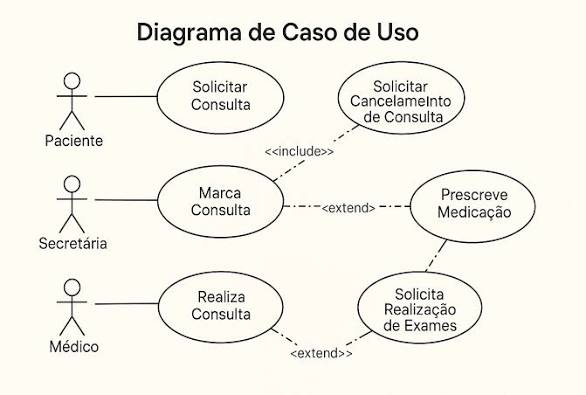 Diagrama de Caso de Uso
Solicitar
Consulta
Solicitar
CancelameInto
de Consulta
Paciente
<<include>>
Marca
Consulta
<extend>
Prescreve
Medicação
Secretária
Realiza
Consulta
Solicita
Realização
de Exames
Médico
<extend>>